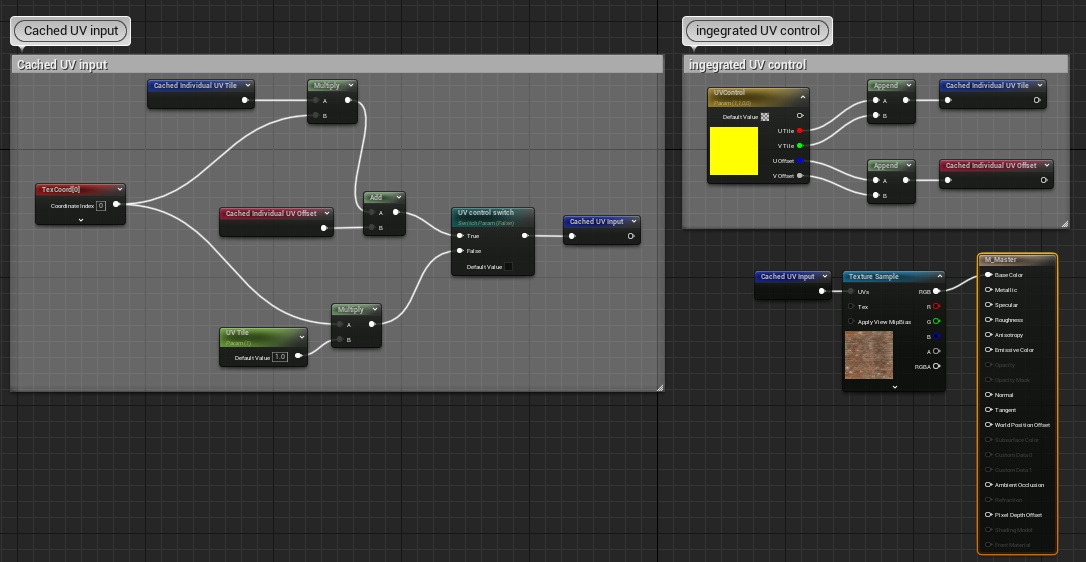 Cached UV input
Cached UV input
Cached Individual UV Tile
Multiply
A
B
TexCoord[0]
Coordinate Index 0
Cached Individual UV Offset
Add
A
B
UV control switch
Switch Param (False)
True
False
Default Value
Cached UV Input
UV Tile
Param (1)
Default Value 1.0
Multiply
A
B
ingegrated UV control
ingegrated UV control
UVControl
Param (1,1,0,0)
Default Value
U Tile
V Tile
U Offset
V Offset
Append
A
B
Cached Individual UV Tile
Append
A
B
Cached Individual UV Offset
Cached UV Input
Texture Sample
UVs
Tex
Apply View MipBias
RGB
R
G
B
A
RGBA
M_Master
Base Color
Metallic
Specular
Roughness
Anisotropy
Emissive Color
Opacity
Opacity Mask
Normal
Tangent
World Position Offset
Subsurface Color
Custom Data 0
Custom Data 1
Ambient Occlusion
Refraction
Pixel Depth Offset
Shading Model
Front Material